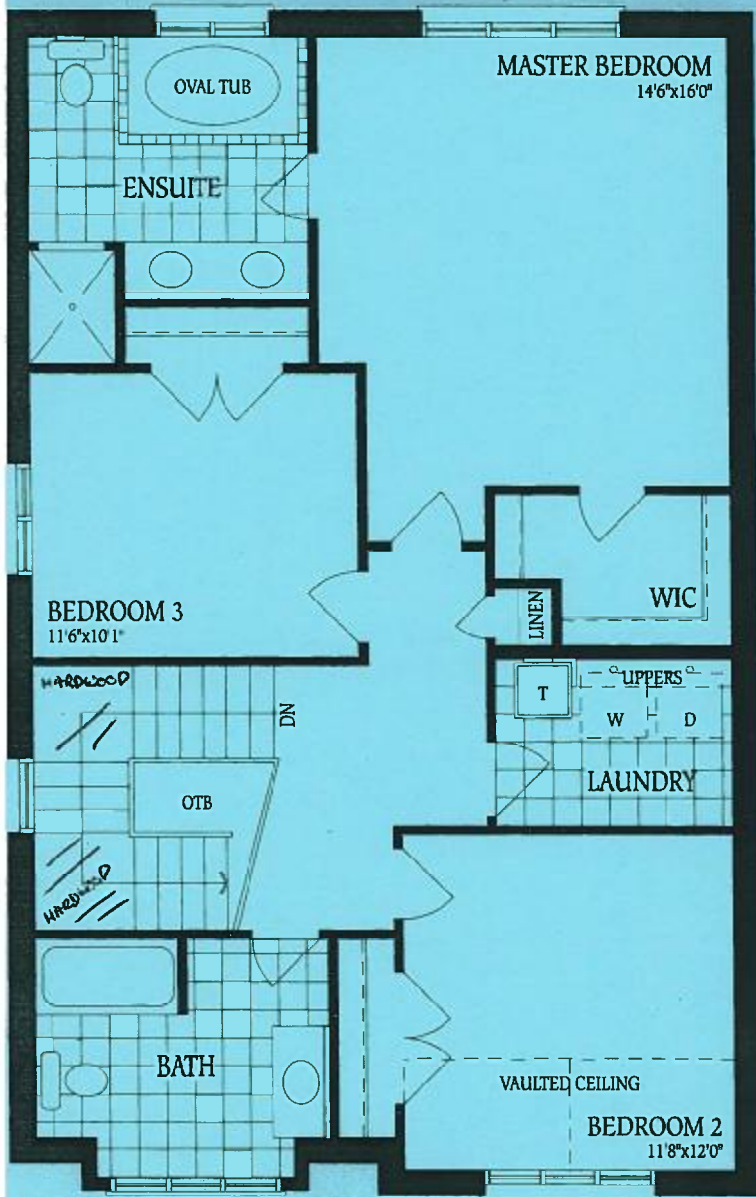 OVAL TUB
MASTER BEDROOM
14'6"x16'0"
ENSUITE
BEDROOM 3
11'6"x10'1"
LINEN
WIC
HARDWOOD
DN
UPPERS
T
W
D
LAUNDRY
OTB
HARDWOOD
BATH
VAULTED CEILING
BEDROOM 2
11'8"x12'0"